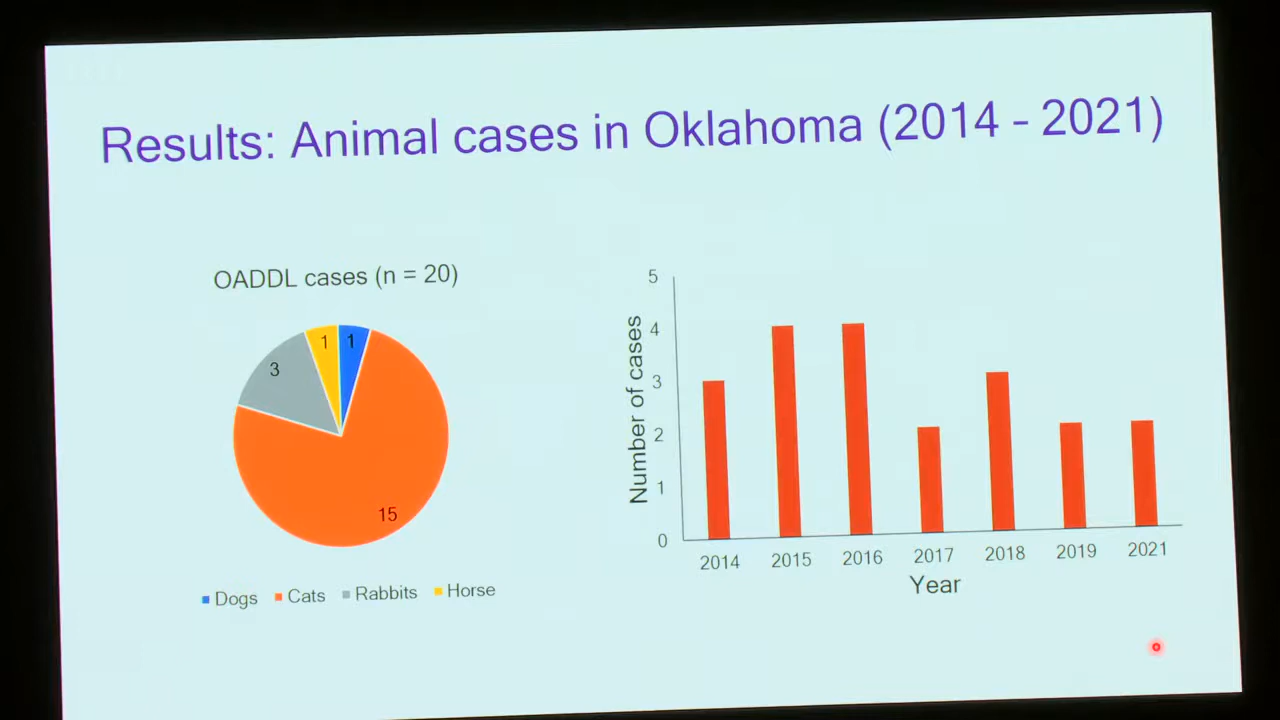 Results: Animal cases in Oklahoma (2014 - 2021)
OADDL cases (n = 20)
1
1
3
15
Dogs Cats Rabbits Horse
Number of cases
5
4
3
2
1
0
2014 2015 2016 2017 2018 2019 2021
Year